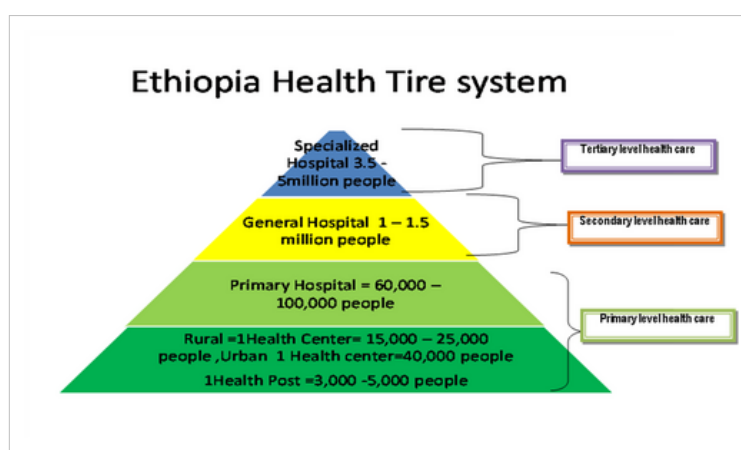 Ethiopia Health Tire system
Specialized
Hospital 3.5 -
5million people
Tertiary level health care
General Hospital 1 – 1.5
million people
Secondary level health care
Primary Hospital = 60,000 –
100,000 people
Primary level health care
Rural =1Health Center= 15,000 – 25,000
people ,Urban 1 Health center=40,000 people
1Health Post =3,000 -5,000 people